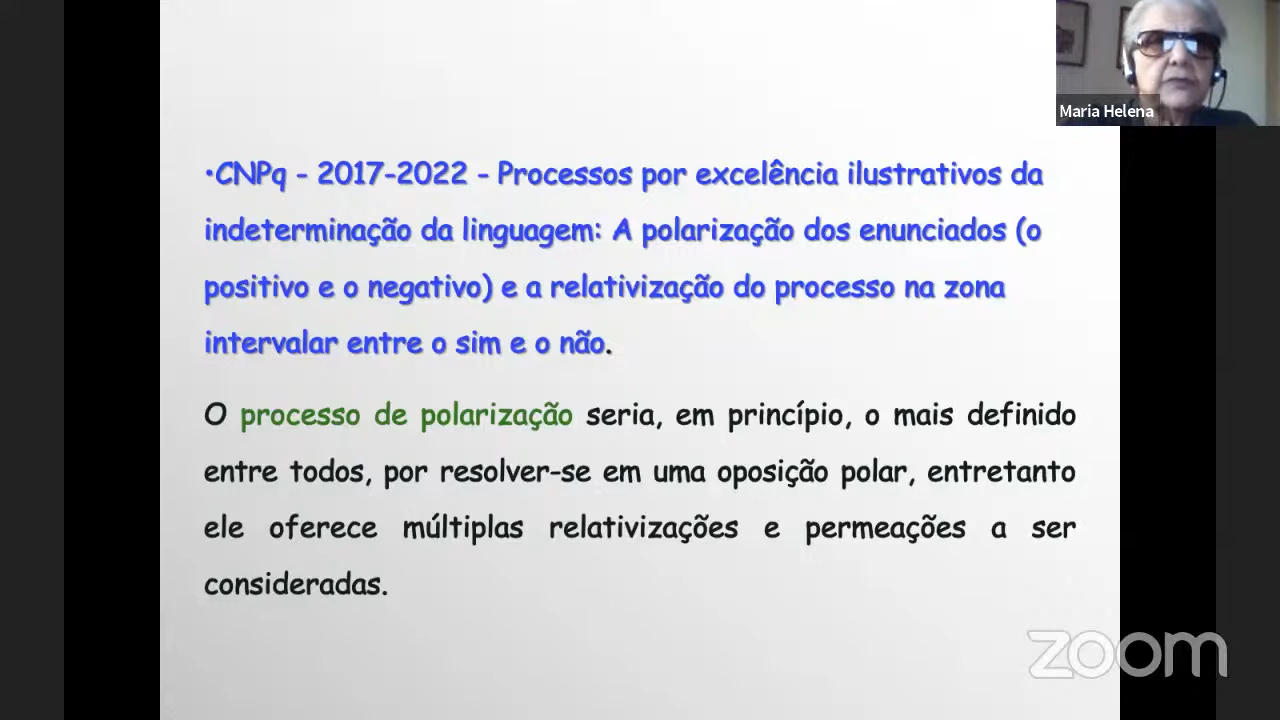 Maria Helena
•CNPq - 2017-2022 - Processos por excelência ilustrativos da
indeterminação da linguagem: A polarização dos enunciados (o
positivo e o negativo) e a relativização do processo na zona
intervalar entre o sim e o não.
O processo de polarização seria, em princípio, o mais definido
entre todos, por resolver-se em uma oposição polar, entretanto
ele oferece múltiplas relativizações e permeações a ser
consideradas.
zoom